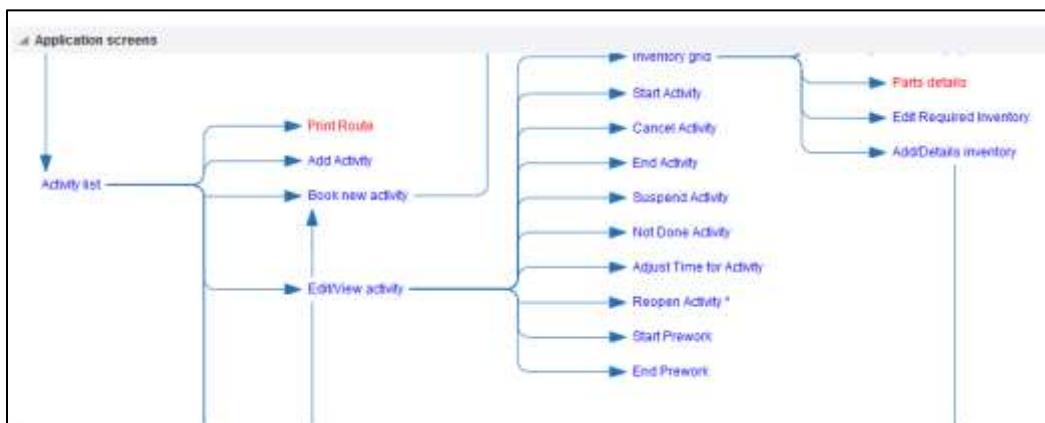 Application screens
Inventory grid
Parts details
Start Activity
Edit Required Inventory
Print Route
Cancel Activity
Add Activity
End Activity
Add/Details inventory
Activity list
Book new activity
Suspend Activity
Not Done Activity
Adjust Time for Activity
Edit/View activity
Reopen Activity *
Start Prework
End Prework